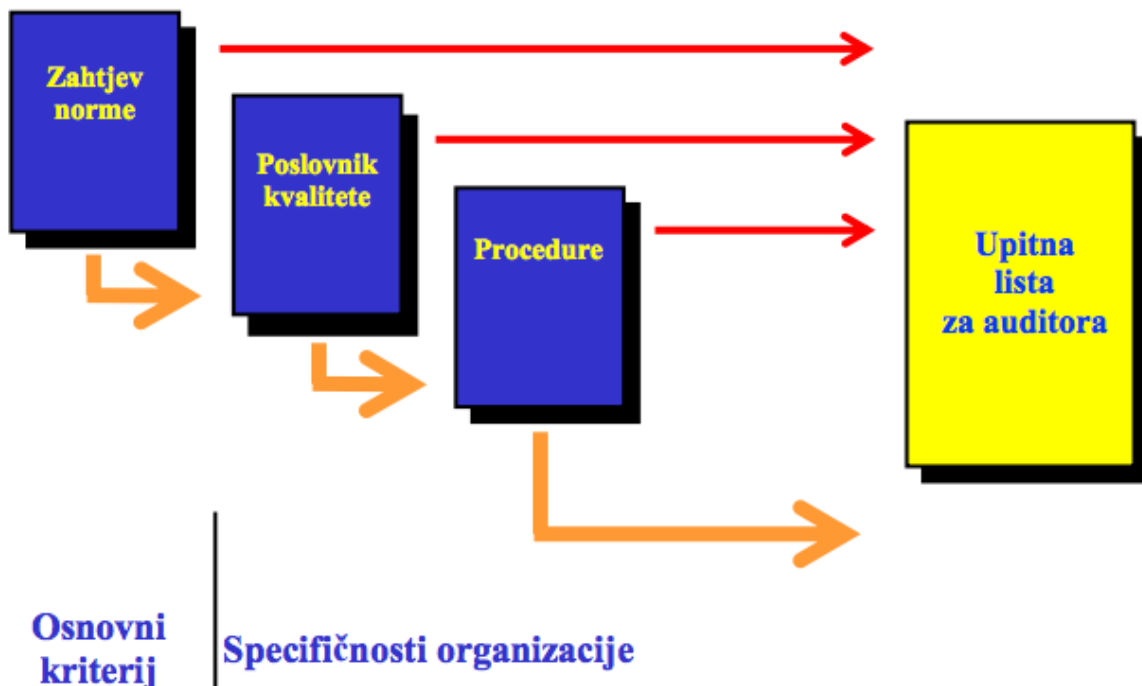 Zahtjev
norme
Poslovnik
kvalitete
Procedure
Upitna
lista
za auditora
Osnovni
kriterij
Specifičnosti organizacije